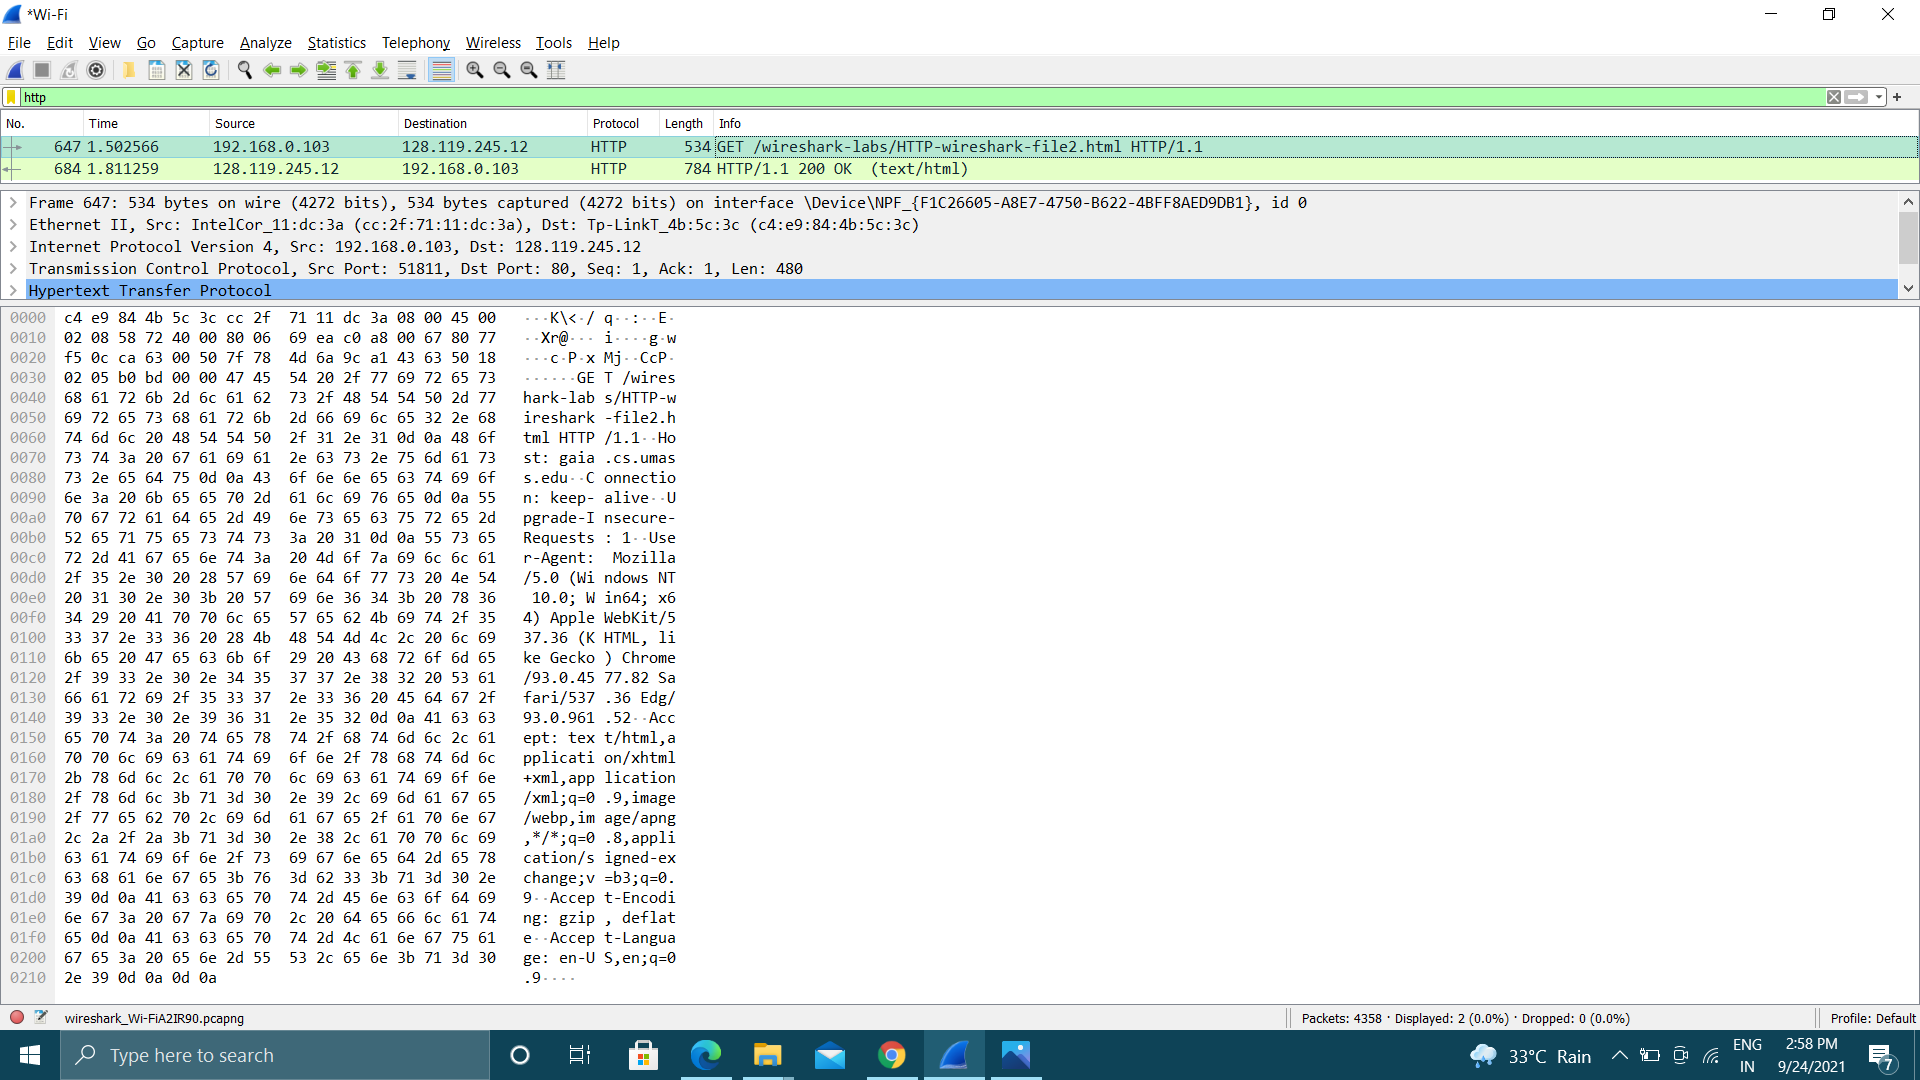 *Wi-Fi
File Edit View Go Capture Analyze Statistics Telephony Wireless Tools Help
http
No. Time Source Destination Protocol Length Info
647 1.502566 192.168.0.103 128.119.245.12 HTTP 534 GET /wireshark-labs/HTTP-wireshark-file2.html HTTP/1.1
684 1.811259 128.119.245.12 192.168.0.103 HTTP 784 HTTP/1.1 200 OK (text/html)
Frame 647: 534 bytes on wire (4272 bits), 534 bytes captured (4272 bits) on interface \Device\NPF_{F1C26605-A8E7-4750-B622-4BFF8AED9DB1}, id 0
Ethernet II, Src: IntelCor_11:dc:3a (cc:2f:71:11:dc:3a), Dst: Tp-LinkT_4b:5c:3c (c4:e9:84:4b:5c:3c)
Internet Protocol Version 4, Src: 192.168.0.103, Dst: 128.119.245.12
Transmission Control Protocol, Src Port: 51811, Dst Port: 80, Seq: 1, Ack: 1, Len: 480
Hypertext Transfer Protocol
0000 c4 e9 84 4b 5c 3c cc 2f 71 11 dc 3a 08 00 45 00 ···K\<·/ q··:··E·
0010 02 08 58 72 40 00 80 06 69 ea c0 a8 00 67 80 77 ··Xr@··· i····g·w
0020 f5 0c ca 63 00 50 7f 78 4d 6a 9c a1 43 63 50 18 ···c·P·x Mj··CcP·
0030 02 05 b0 bd 00 00 47 45 54 20 2f 77 69 72 65 73 ······GE T /wires
0040 68 61 72 6b 2d 6c 61 62 73 2f 48 54 54 50 2d 77 hark-lab s/HTTP-w
0050 69 72 65 73 68 61 72 6b 2d 66 69 6c 65 32 2e 68 ireshark -file2.h
0060 74 6d 6c 20 48 54 54 50 2f 31 2e 31 0d 0a 48 6f tml HTTP /1.1··Ho
0070 73 74 3a 20 67 61 69 61 2e 63 73 2e 75 6d 61 73 st: gaia .cs.umas
0080 73 2e 65 64 75 0d 0a 43 6f 6e 6e 65 63 74 69 6f s.edu··C onnectio
0090 6e 3a 20 6b 65 65 70 2d 61 6c 69 76 65 0d 0a 55 n: keep- alive··U
00a0 70 67 72 61 64 65 2d 49 6e 73 65 63 75 72 65 2d pgrade-I nsecure-
00b0 52 65 71 75 65 73 74 73 3a 20 31 0d 0a 55 73 65 Requests : 1··Use
00c0 72 2d 41 67 65 6e 74 3a 20 4d 6f 7a 69 6c 6c 61 r-Agent: Mozilla
00d0 2f 35 2e 30 20 28 57 69 6e 64 6f 77 73 20 4e 54 /5.0 (Wi ndows NT
00e0 20 31 30 2e 30 3b 20 57 69 6e 36 34 3b 20 78 36 10.0; W in64; x6
00f0 34 29 20 41 70 70 6c 65 57 65 62 4b 69 74 2f 35 4) Apple WebKit/5
0100 33 37 2e 33 36 20 28 4b 48 54 4d 4c 2c 20 6c 69 37.36 (K HTML, li
0110 6b 65 20 47 65 63 6b 6f 29 20 43 68 72 6f 6d 65 ke Gecko ) Chrome
0120 2f 39 33 2e 30 2e 34 35 37 37 2e 38 32 20 53 61 /93.0.45 77.82 Sa
0130 66 61 72 69 2f 35 33 37 2e 33 36 20 45 64 67 2f fari/537 .36 Edg/
0140 39 33 2e 30 2e 39 36 31 2e 35 32 0d 0a 41 63 63 93.0.961 .52··Acc
0150 65 70 74 3a 20 74 65 78 74 2f 68 74 6d 6c 2c 61 ept: tex t/html,a
0160 70 70 6c 69 63 61 74 69 6f 6e 2f 78 68 74 6d 6c pplicati on/xhtml
0170 2b 78 6d 6c 2c 61 70 70 6c 69 63 61 74 69 6f 6e +xml,app lication
0180 2f 78 6d 6c 3b 71 3d 30 2e 39 2c 69 6d 61 67 65 /xml;q=0 .9,image
0190 2f 77 65 62 70 2c 69 6d 61 67 65 2f 61 70 6e 67 /webp,im age/apng
01a0 2c 2a 2f 2a 3b 71 3d 30 2e 38 2c 61 70 70 6c 69 ,*/*;q=0 .8,appli
01b0 63 61 74 69 6f 6e 2f 73 69 67 6e 65 64 2d 65 78 cation/s igned-ex
01c0 63 68 61 6e 67 65 3b 76 3d 62 33 3b 71 3d 30 2e change;v =b3;q=0.
01d0 39 0d 0a 41 63 63 65 70 74 2d 45 6e 63 6f 64 69 9··Accep t-Encodi
01e0 6e 67 3a 20 67 7a 69 70 2c 20 64 65 66 6c 61 74 ng: gzip , deflat
01f0 65 0d 0a 41 63 63 65 70 74 2d 4c 61 6e 67 75 61 e··Accep t-Langua
0200 67 65 3a 20 65 6e 2d 55 53 2c 65 6e 3b 71 3d 30 ge: en-U S,en;q=0
0210 2e 39 0d 0a 0d 0a .9····
wireshark_Wi-FiA2IR90.pcapng Packets: 4358 · Displayed: 2 (0.0%) · Dropped: 0 (0.0%) Profile: Default
Type here to search 33°C Rain ENG IN 2:58 PM 9/24/2021 7